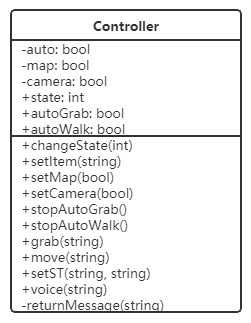 Controller
-auto: bool
-map: bool
-camera: bool
+state: int
+autoGrab: bool
+autoWalk: bool
+changeState(int)
+setItem(string)
+setMap(bool)
+setCamera(bool)
+stopAutoGrab()
+stopAutoWalk()
+grab(string)
+move(string)
+setST(string, string)
+voice(string)
-returnMessage(string)